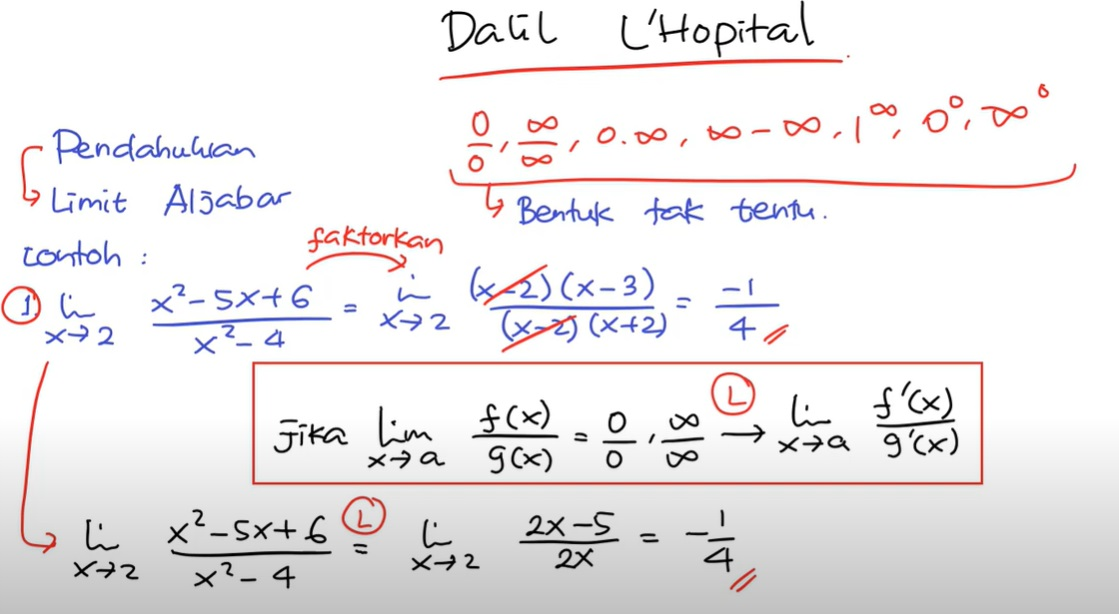 Dalil L'Hopital
0/0, ∞/∞, 0.∞, ∞-∞, 1^∞, 0^0, ∞^0
Bentuk tak tentu.
Pendahuluan
Limit Aljabar
contoh :
faktorkan
1) lim x→2 (x²-5x+6)/(x²-4) = lim x→2 ((x-2)(x-3))/((x-2)(x+2)) = -1/4
Jika lim x→a f(x)/g(x) = 0/0, ∞/∞ Ⓛ → lim x→a f'(x)/g'(x)
lim x→2 (x²-5x+6)/(x²-4) Ⓛ = lim x→2 (2x-5)/2x = -1/4